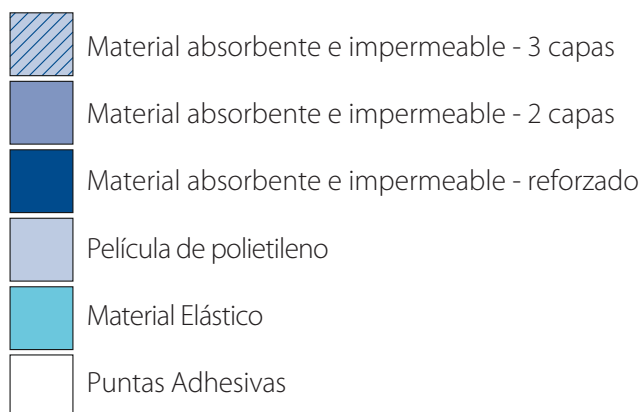 Material absorbente e impermeable - 3 capas
Material absorbente e impermeable - 2 capas
Material absorbente e impermeable - reforzado
Película de polietileno
Material Elástico
Puntas Adhesivas